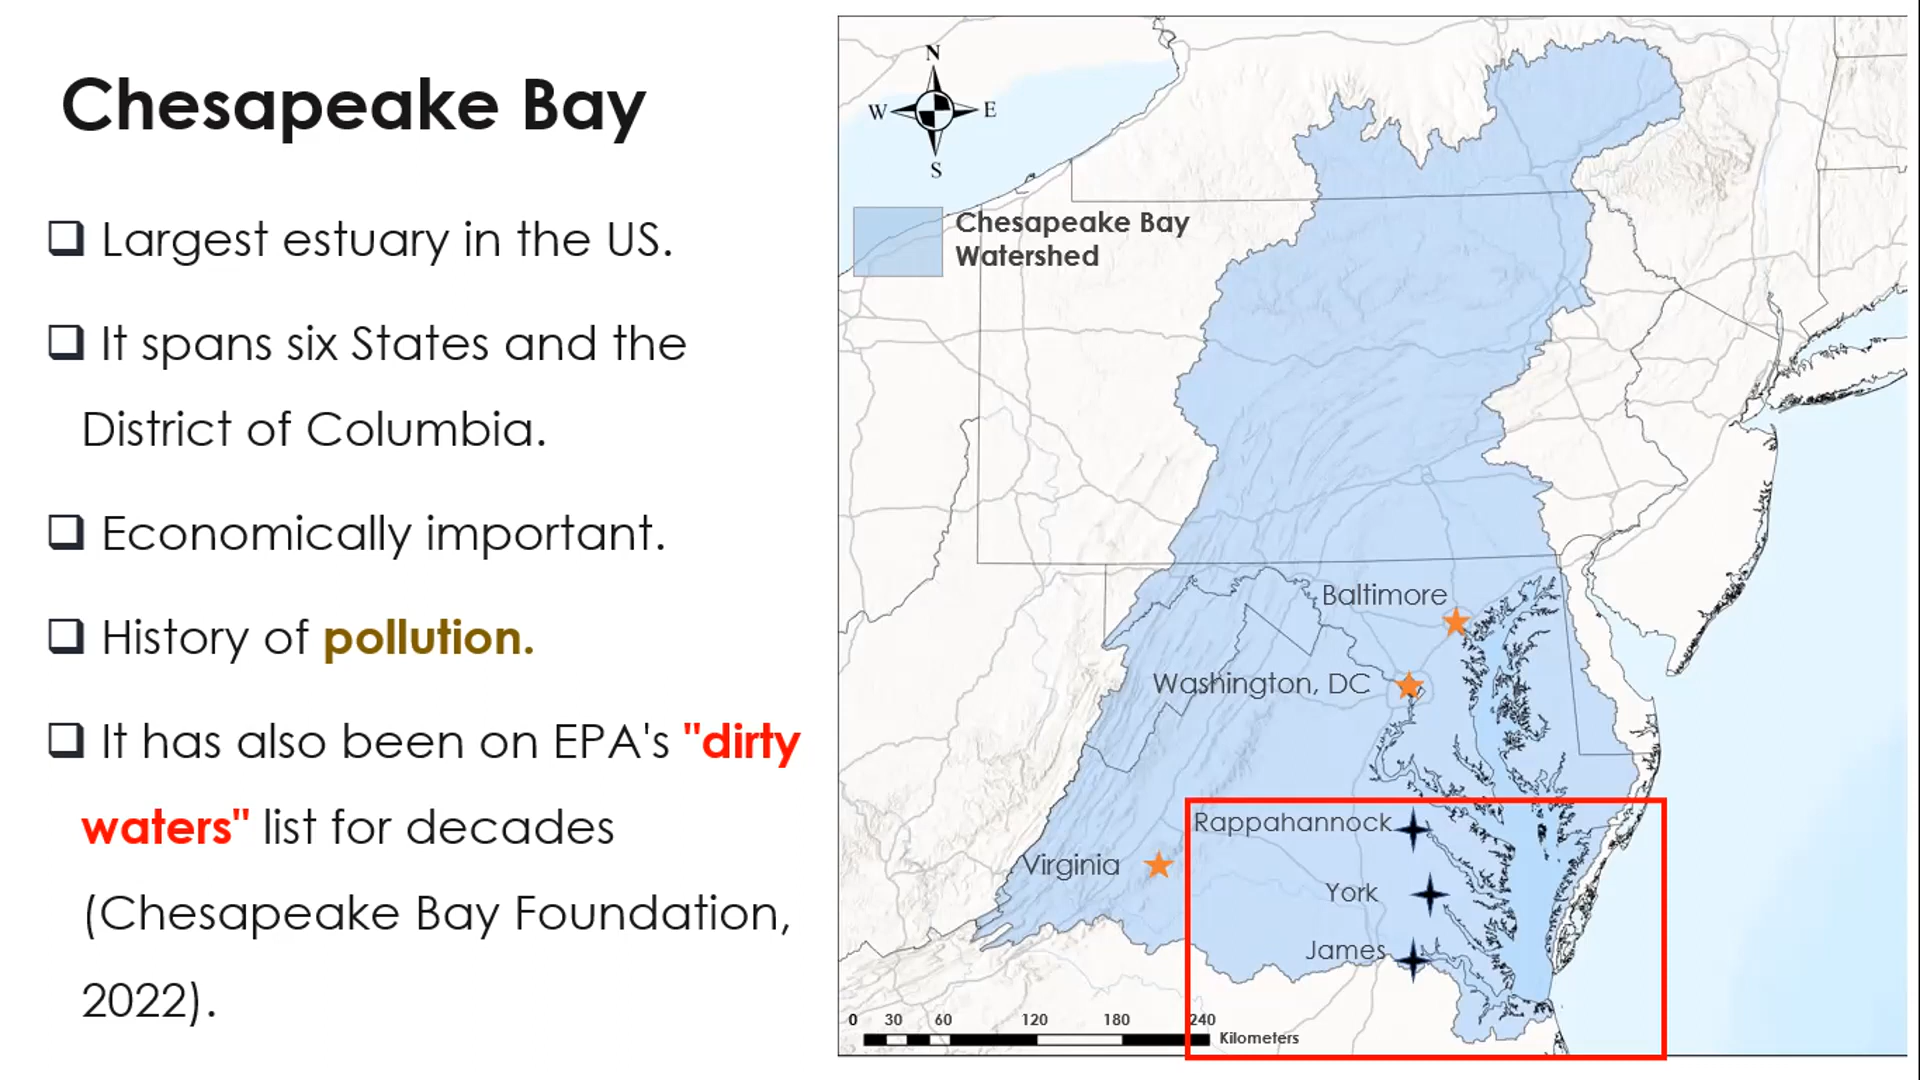 Chesapeake Bay
Largest estuary in the US.
It spans six States and the
District of Columbia.
Economically important.
History of pollution.
It has also been on EPA's "dirty
waters" list for decades
(Chesapeake Bay Foundation,
2022).
N
W E
S
Chesapeake Bay
Watershed
Baltimore
Washington, DC
Rappahannock
Virginia
York
James
0 30 60 120 180 240
Kilometers